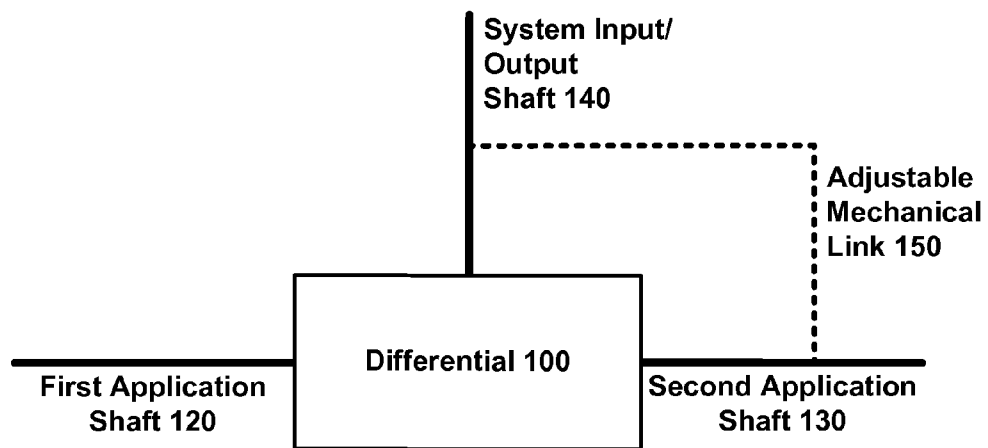 System Input/
Output
Shaft 140
Adjustable
Mechanical
Link 150
Differential 100
First Application
Shaft 120
Second Application
Shaft 130